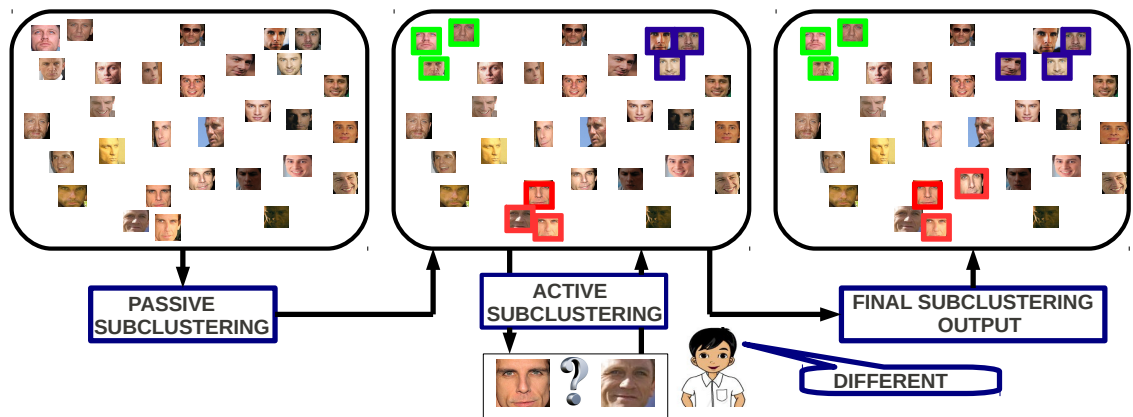 PASSIVE
SUBCLUSTERING
ACTIVE
SUBCLUSTERING
FINAL SUBCLUSTERING
OUTPUT
?
DIFFERENT